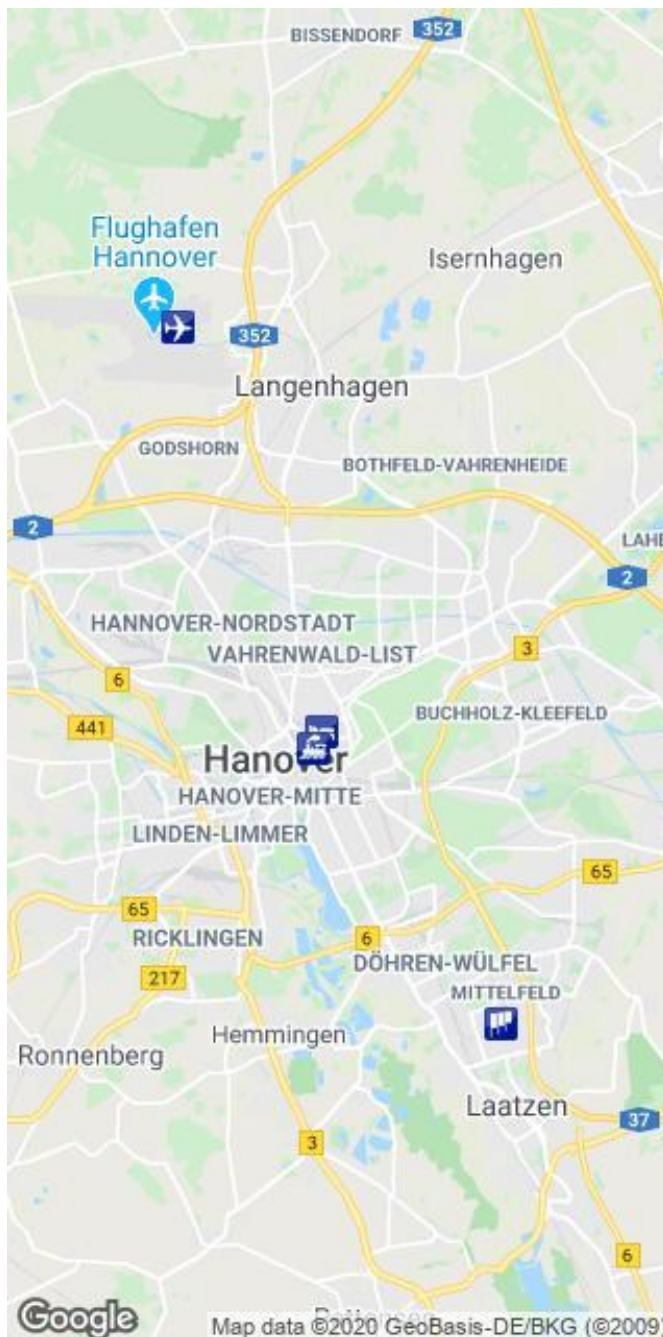 BISSENDORF
352
Flughafen
Hannover
Isernhagen
352
Langenhagen
GODSHORN
BOTHFELD-VAHRENHEIDE
2
LAHE
2
HANNOVER-NORDSTADT
VAHRENWALD-LIST
3
6
441
BUCHHOLZ-KLEEFELD
Hanover
HANOVER-MITTE
LINDEN-LIMMER
65
65
RICKLINGEN
6
DÖHREN-WÜLFEL
217
MITTELFELD
Hemmingen
Ronnenberg
Laatzen
37
3
6
Google
Map data ©2020 GeoBasis-DE/BKG (©2009